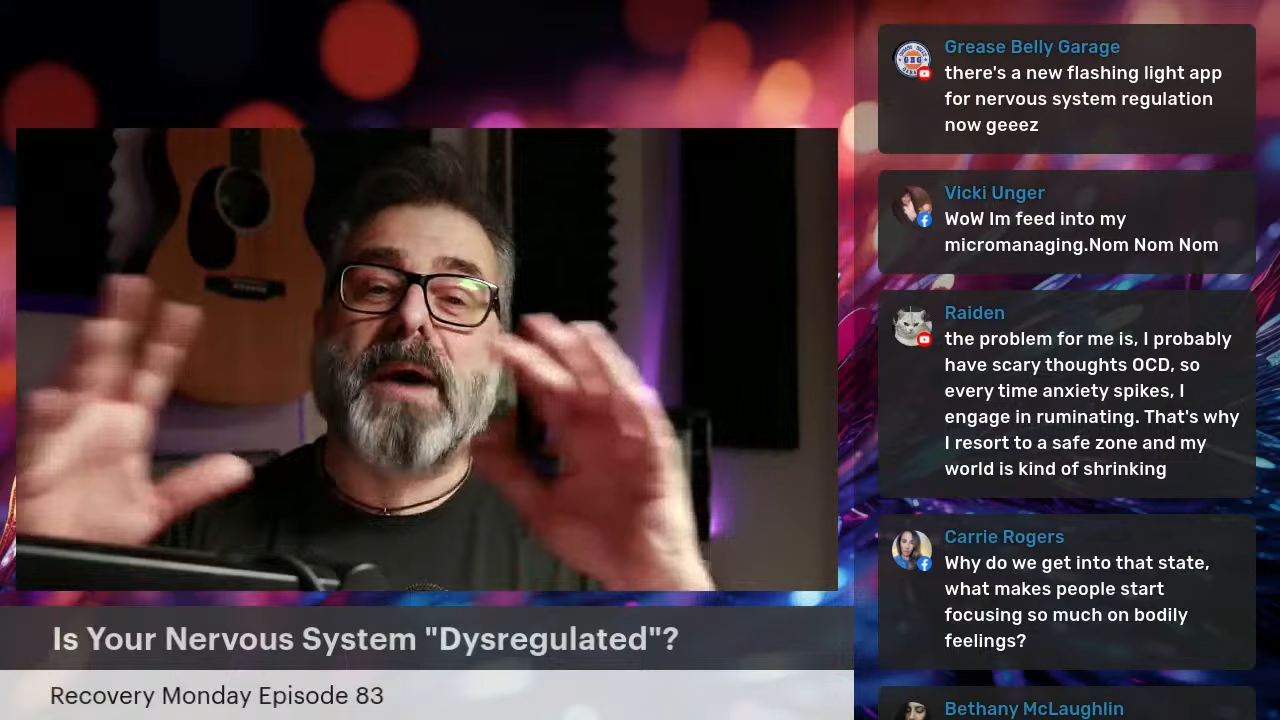 Grease Belly Garage
there's a new flashing light app
for nervous system regulation
now geeez
Vicki Unger
WoW Im feed into my
micromanaging.Nom Nom Nom
Raiden
the problem for me is, I probably
have scary thoughts OCD, so
every time anxiety spikes, I
engage in ruminating. That's why
I resort to a safe zone and my
world is kind of shrinking
Carrie Rogers
Why do we get into that state,
what makes people start
focusing so much on bodily
feelings?
Bethany McLaughlin
Is Your Nervous System "Dysregulated"?
Recovery Monday Episode 83